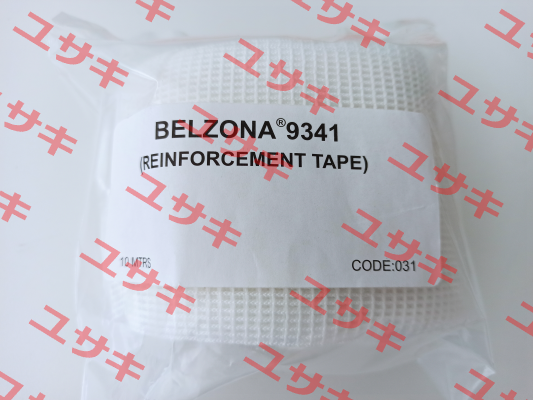 BELZONA®9341
(REINFORCEMENT TAPE)
10 MTRS
CODE:031
ユサキ